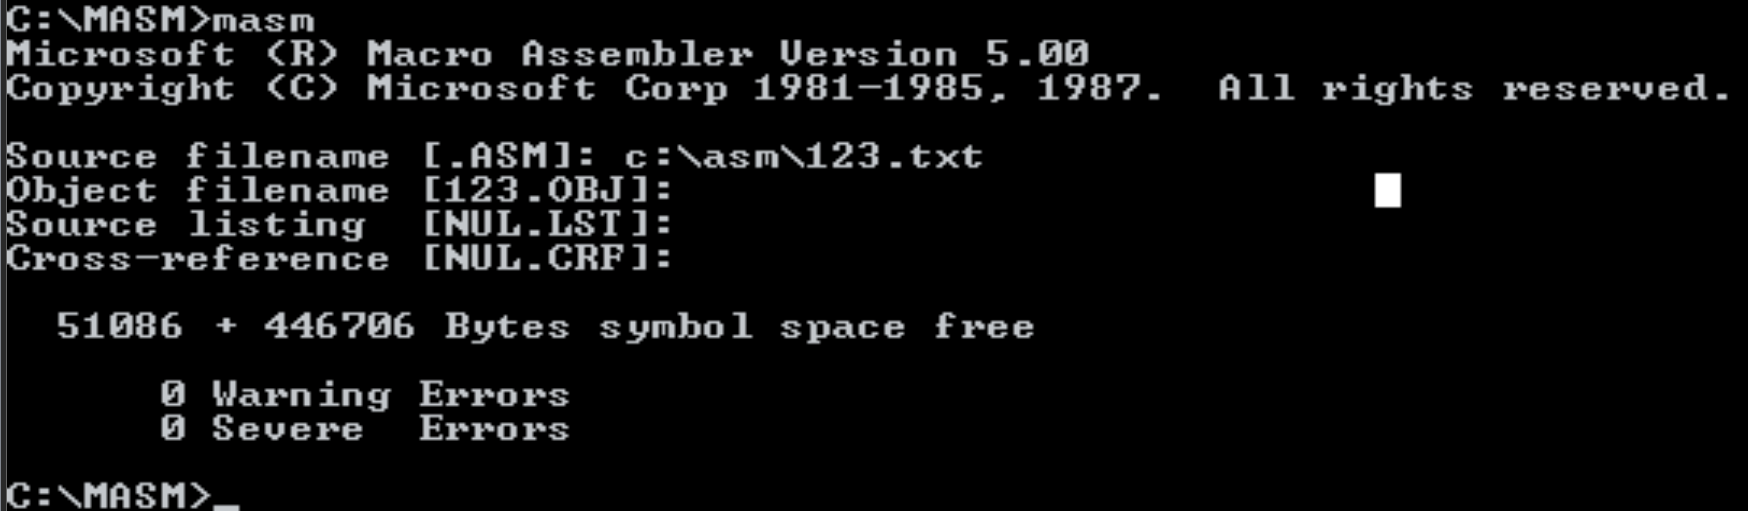 C:\MASM>masm
Microsoft (R) Macro Assembler Version 5.00
Copyright (C) Microsoft Corp 1981-1985, 1987.  All rights reserved.
Source filename [.ASM]: c:\asm\123.txt
Object filename [123.OBJ]:
Source listing  [NUL.LST]:
Cross-reference [NUL.CRF]:
51086 + 446706 Bytes symbol space free
0 Warning Errors
0 Severe  Errors
C:\MASM>_